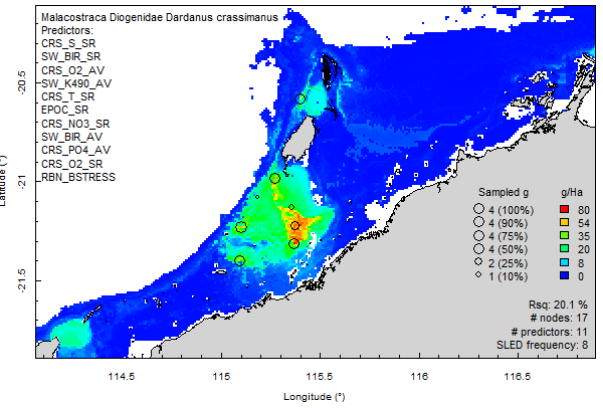 Malacostraca Diogenidae Dardanus crassimanus
Predictors:
CRS_S_SR
SW_BIR_SR
CRS_O2_AV
SW_K490_AV
CRS_T_SR
EPOC_SR
CRS_NO3_SR
SW_BIR_AV
CRS_PO4_AV
CRS_O2_SR
RBN_BSTRESS
Latitude (°)
20.5
21
21.5
Sampled g
g/Ha
4 (100%)
80
4 (90%)
54
4 (75%)
35
4 (50%)
20
2 (25%)
8
1 (10%)
0
Rsq: 20.1 %
# nodes: 17
# predictors: 11
SLED frequency: 8
114.5
115
115.5
116
116.5
Longitude (°)